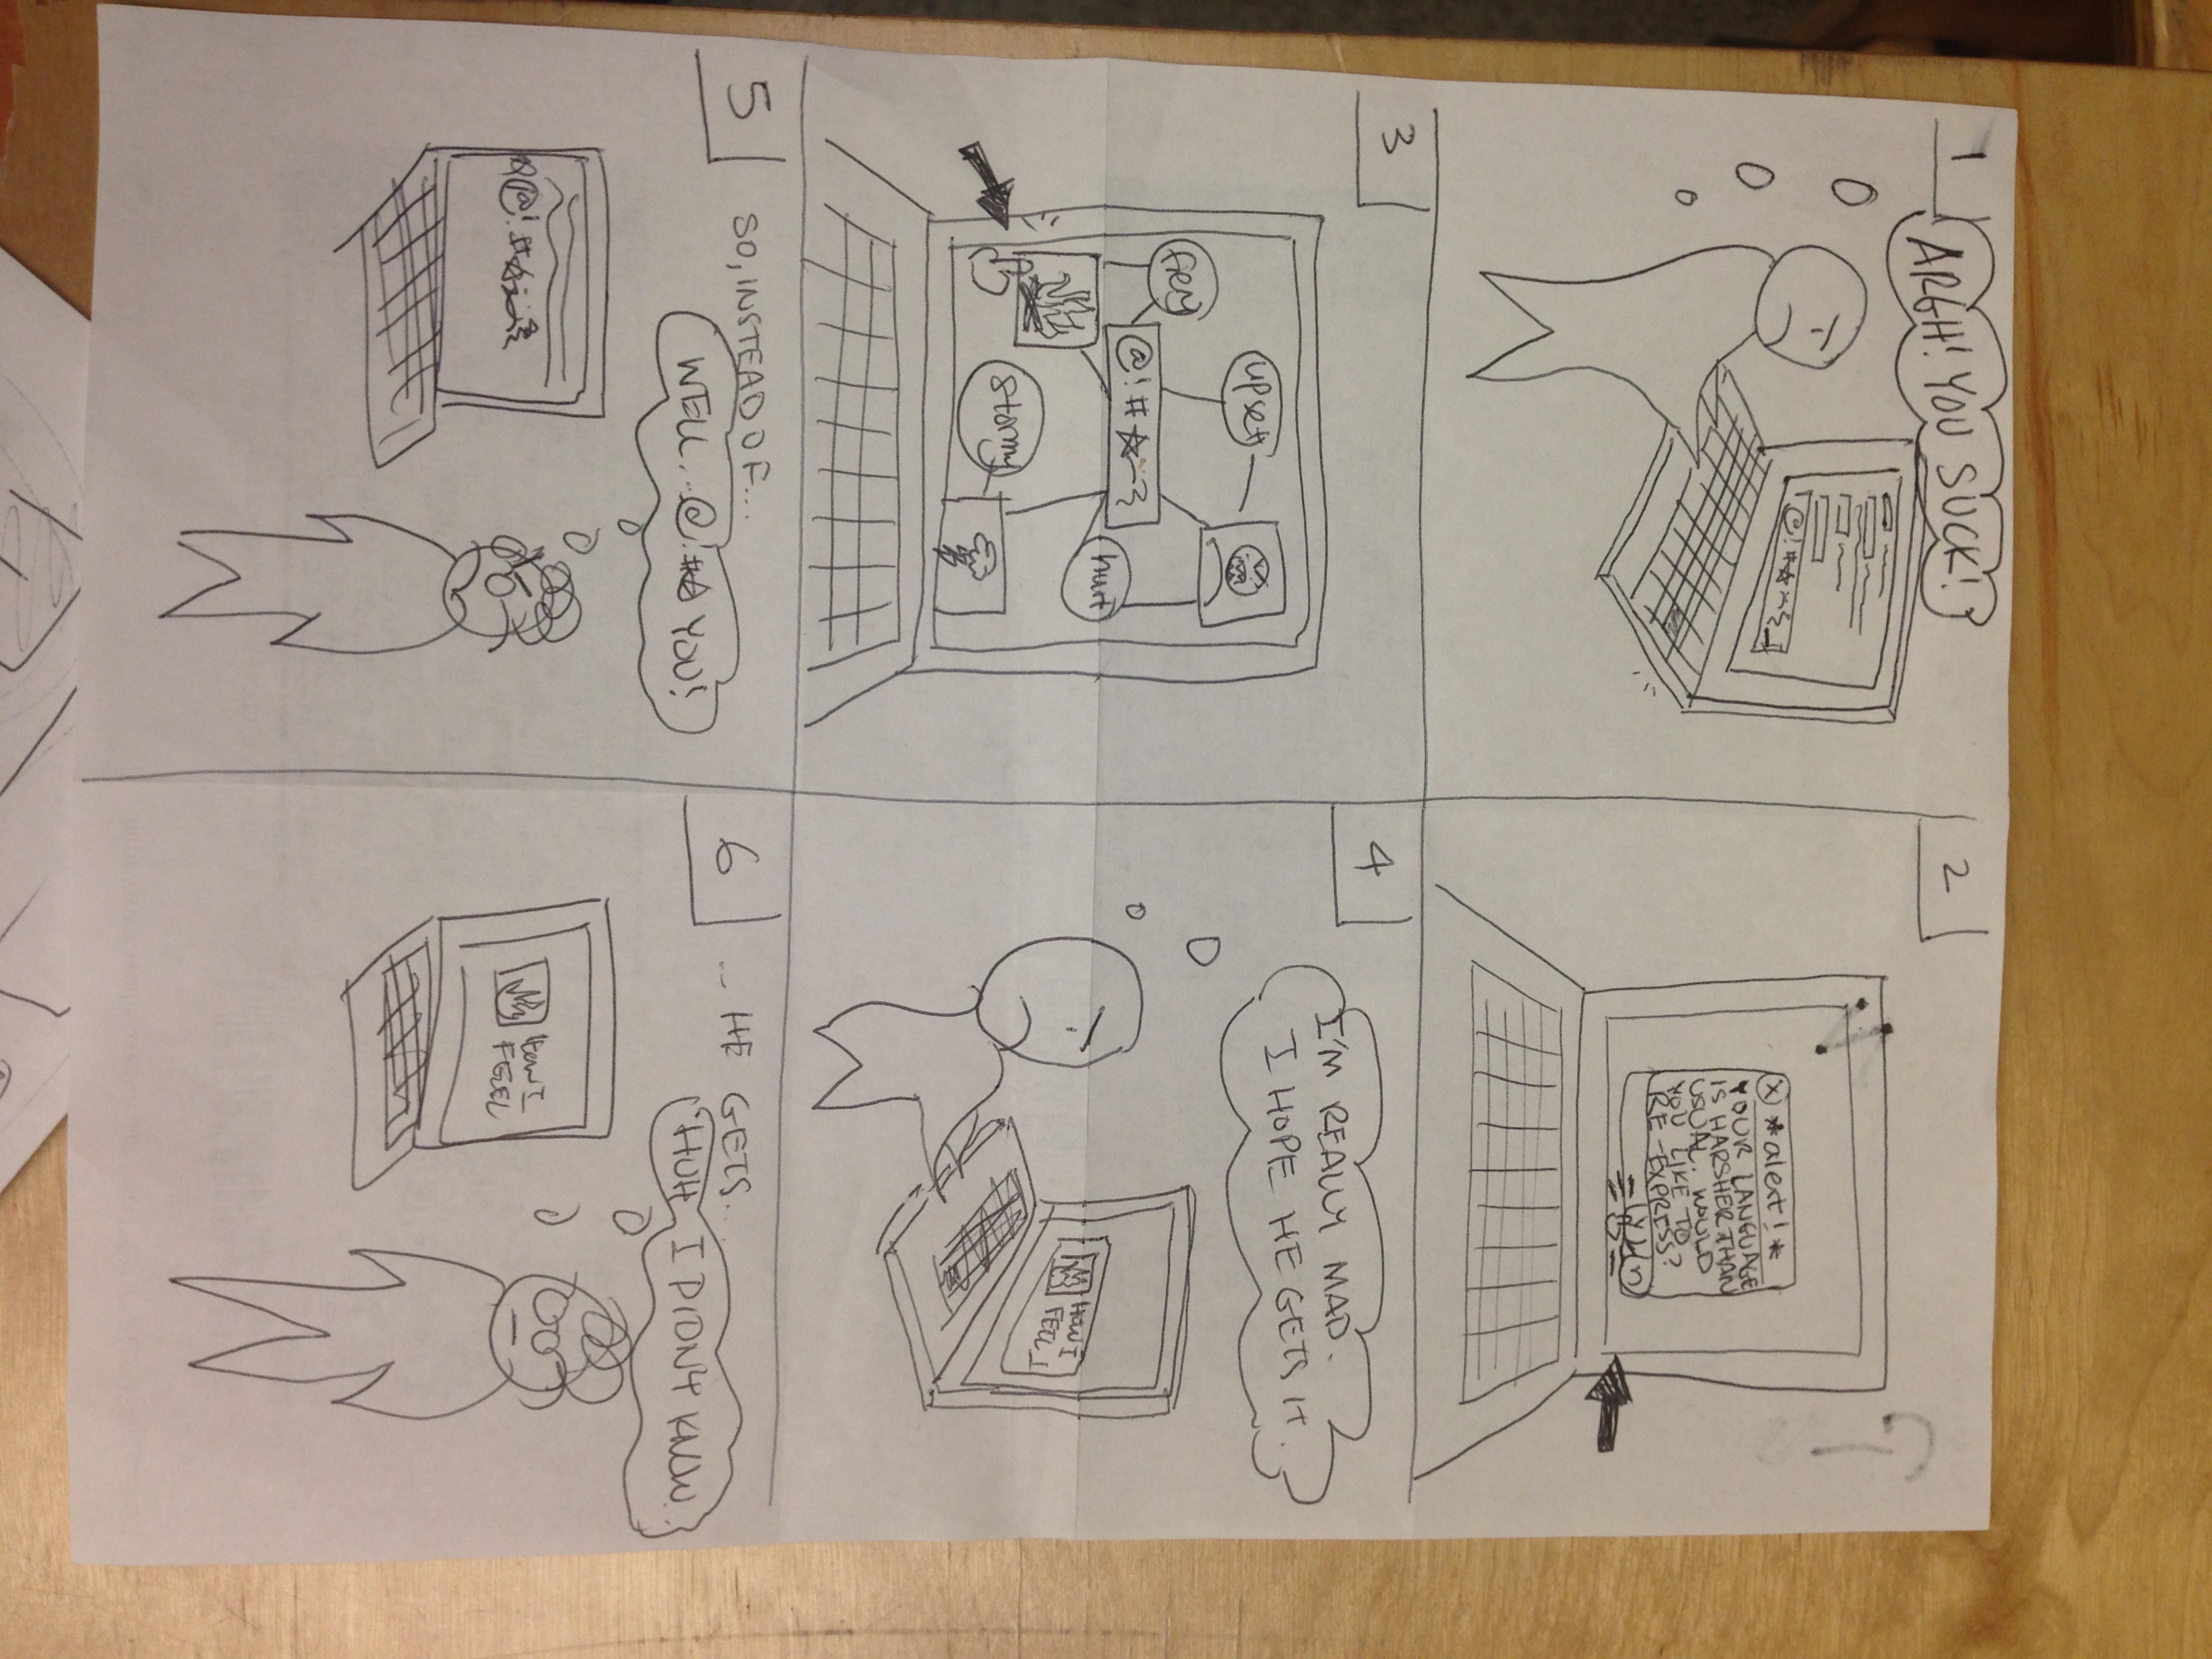 1
ARGH! YOU SUCK!
@!#☆~~{
2
X *alert!*
YOUR LANGUAGE
IS HARSHER THAN
USUAL. WOULD
YOU LIKE TO
RE-EXPRESS?
y/n
3
fiery
upset
@!#☆~{
stormy
hurt
4
I'M REALLY MAD.
I HOPE HE GETS IT.
HOW I
FEEL
5
SO, INSTEAD OF...
WELL, @!#☆ YOU!
6
... HE GETS.
HUH I DIDN'T KNOW.
HOW I
FEEL